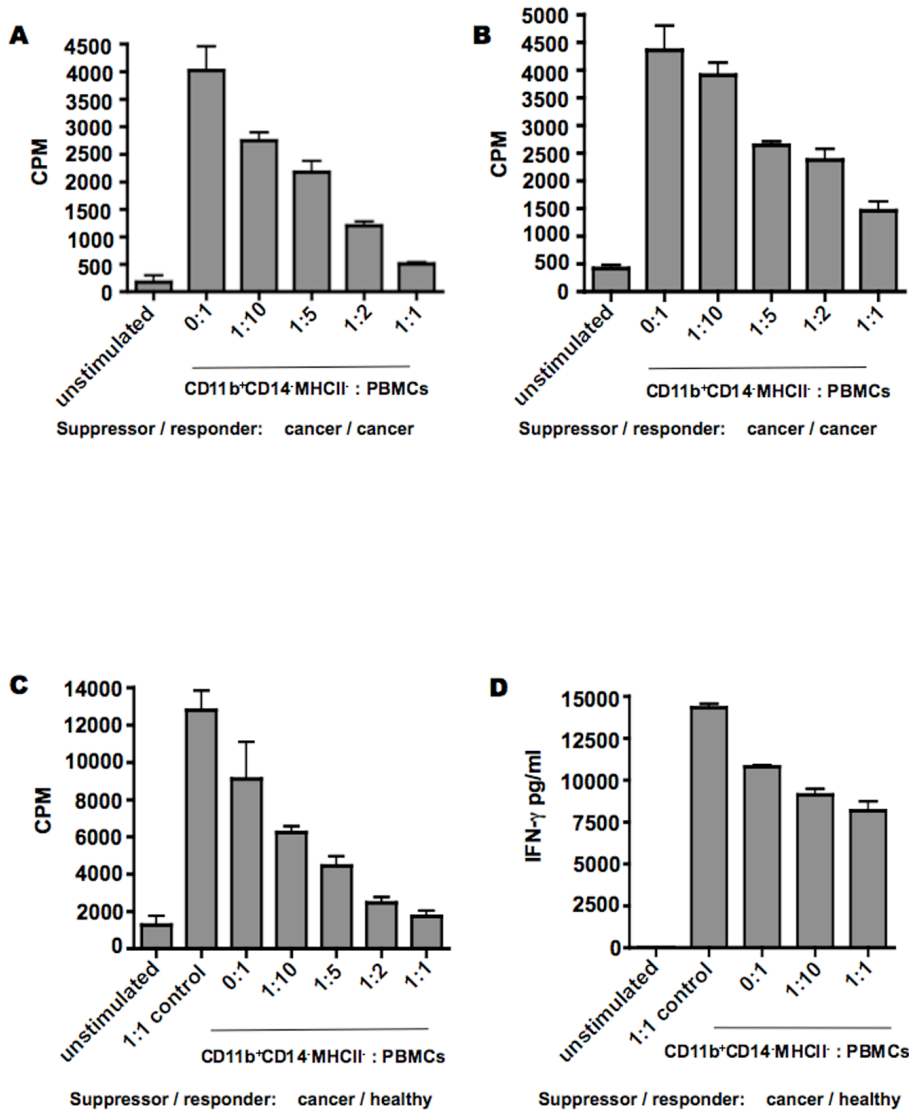 A
CPM
4500
4000
3500
3000
2500
2000
1500
1000
500
0
unstimulated
0:1
1:10
1:5
1:2
1:1
CD11b⁺CD14⁻MHCII⁻ : PBMCs
Suppressor / responder: cancer / cancer
B
CPM
5000
4500
4000
3500
3000
2500
2000
1500
1000
500
0
unstimulated
0:1
1:10
1:5
1:2
1:1
CD11b⁺CD14⁻MHCII⁻ : PBMCs
Suppressor / responder: cancer / cancer
C
CPM
14000
12000
10000
8000
6000
4000
2000
0
unstimulated
1:1 control
0:1
1:10
1:5
1:2
1:1
CD11b⁺CD14⁻MHCII⁻ : PBMCs
Suppressor / responder: cancer / healthy
D
IFN-γ pg/ml
15000
12500
10000
7500
5000
2500
0
unstimulated
1:1 control
0:1
1:10
1:1
CD11b⁺CD14⁻MHCII⁻ : PBMCs
Suppressor / responder: cancer / healthy